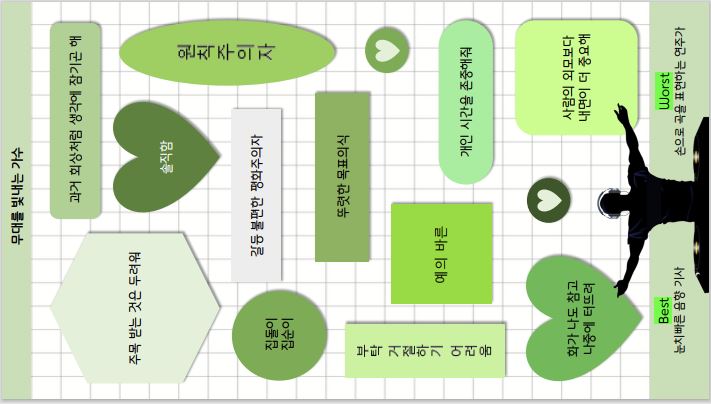 무대를 빛내는 가수
과거 회상처럼 생각에 잠기곤 해
주목 받는 것은 두려워
솔직함
원칙주의자
갈등 불편한 평화주의자
집돌이
집순이
뚜렷한 목표의식
부탁 거절하기 어려움
예의 바른
개인 시간을 존중해줘
화가 나도 참고
나중에 터뜨려
사람의 외모보다
내면이 더 중요해
Best
눈치빠른 음향 기사
Worst
손으로 곡을 표현하는 연주가